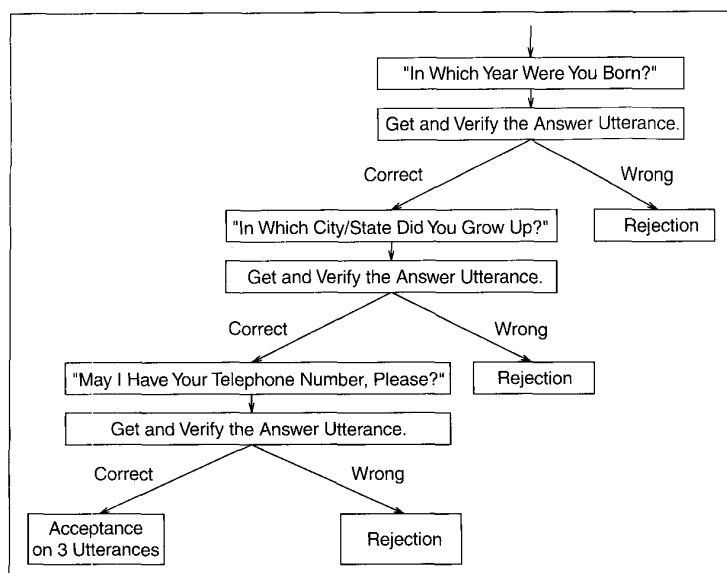 "In Which Year Were You Born?"
Get and Verify the Answer Utterance.
Correct
Wrong
"In Which City/State Did You Grow Up?"
Rejection
Get and Verify the Answer Utterance.
Correct
Wrong
"May I Have Your Telephone Number, Please?"
Rejection
Get and Verify the Answer Utterance.
Correct
Wrong
Acceptance
on 3 Utterances
Rejection